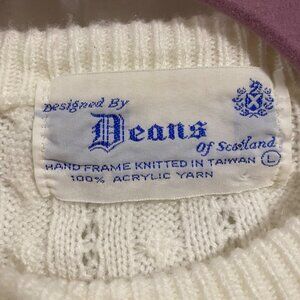 Designed By
Deans
Of Scotland
HAND FRAME KNITTED IN TAIWAN L
100% ACRYLIC YARN